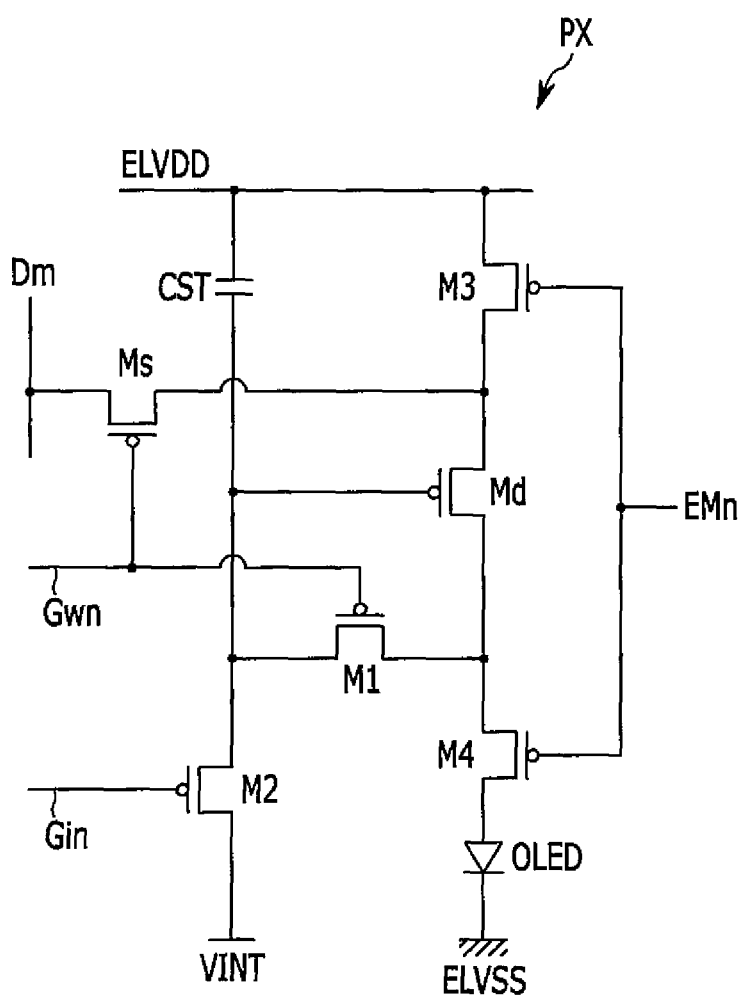 PX
ELVDD
Dm
CST
M3
Ms
Md
EMn
Gwn
M1
M4
M2
Gin
OLED
VINT
ELVSS